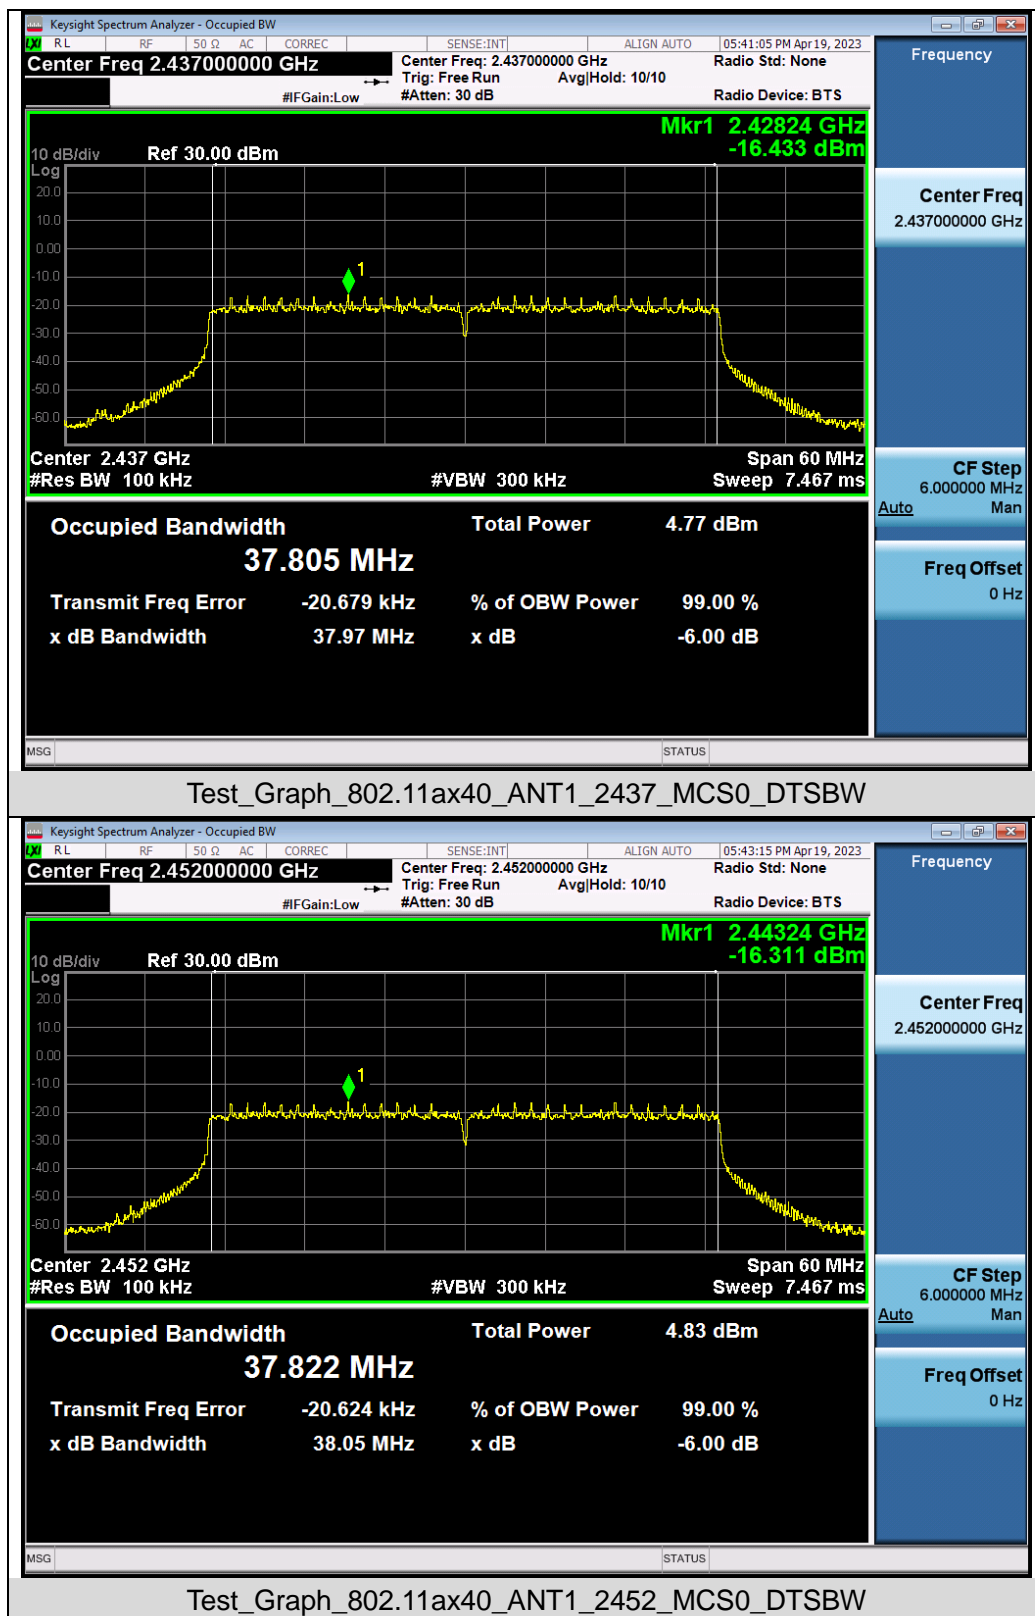 Keysight Spectrum Analyzer - Occupied BW
LXI RL RF 50 Ω AC CORREC SENSE:INT ALIGN AUTO 05:41:05 PM Apr 19, 2023
Center Freq 2.437000000 GHz
Center Freq: 2.437000000 GHz
Radio Std: None
Trig: Free Run Avg|Hold: 10/10
#IFGain:Low
#Atten: 30 dB
Radio Device: BTS
Frequency
Mkr1 2.42824 GHz
-16.433 dBm
10 dB/div Ref 30.00 dBm
Log
20.0
10.0
0.00
-10.0
-20.0
-30.0
-40.0
-50.0
-60.0
1
Center 2.437 GHz Span 60 MHz
#Res BW 100 kHz #VBW 300 kHz Sweep 7.467 ms
Center Freq
2.437000000 GHz
CF Step
6.000000 MHz
Auto Man
Freq Offset
0 Hz
Occupied Bandwidth Total Power 4.77 dBm
37.805 MHz
Transmit Freq Error -20.679 kHz % of OBW Power 99.00 %
x dB Bandwidth 37.97 MHz x dB -6.00 dB
MSG STATUS
Test_Graph_802.11ax40_ANT1_2437_MCS0_DTSBW
Keysight Spectrum Analyzer - Occupied BW
LXI RL RF 50 Ω AC CORREC SENSE:INT ALIGN AUTO 05:43:15 PM Apr 19, 2023
Center Freq 2.452000000 GHz
Center Freq: 2.452000000 GHz
Radio Std: None
Trig: Free Run Avg|Hold: 10/10
#IFGain:Low
#Atten: 30 dB
Radio Device: BTS
Frequency
Mkr1 2.44324 GHz
-16.311 dBm
10 dB/div Ref 30.00 dBm
Log
20.0
10.0
0.00
-10.0
-20.0
-30.0
-40.0
-50.0
-60.0
1
Center 2.452 GHz Span 60 MHz
#Res BW 100 kHz #VBW 300 kHz Sweep 7.467 ms
Center Freq
2.452000000 GHz
CF Step
6.000000 MHz
Auto Man
Freq Offset
0 Hz
Occupied Bandwidth Total Power 4.83 dBm
37.822 MHz
Transmit Freq Error -20.624 kHz % of OBW Power 99.00 %
x dB Bandwidth 38.05 MHz x dB -6.00 dB
MSG STATUS
Test_Graph_802.11ax40_ANT1_2452_MCS0_DTSBW